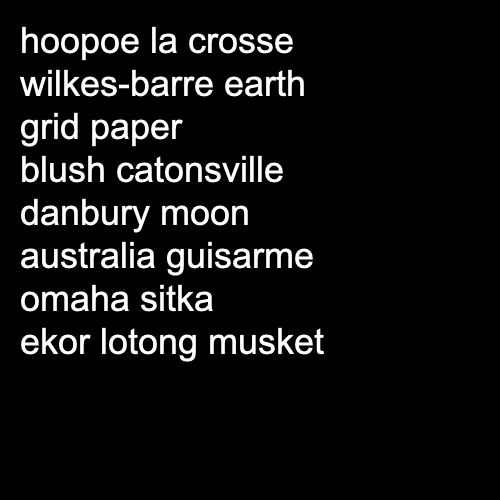 hoopoe la crosse
wilkes-barre earth
grid paper
blush catonsville
danbury moon
australia guisarme
omaha sitka
ekor lotong musket